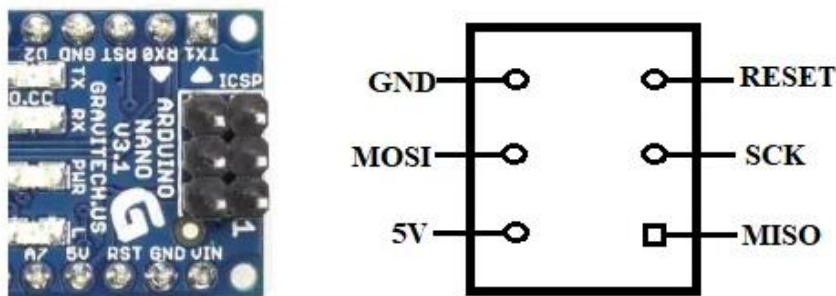 D2 GND RST RX0 TX1
ICSP
TX
RX
PWR
L
O.CC
GRAVITECH.US
ARDUINO
NANO
V3.1
G
1
A7 5V RST GND VIN
GND
MOSI
5V
RESET
SCK
MISO